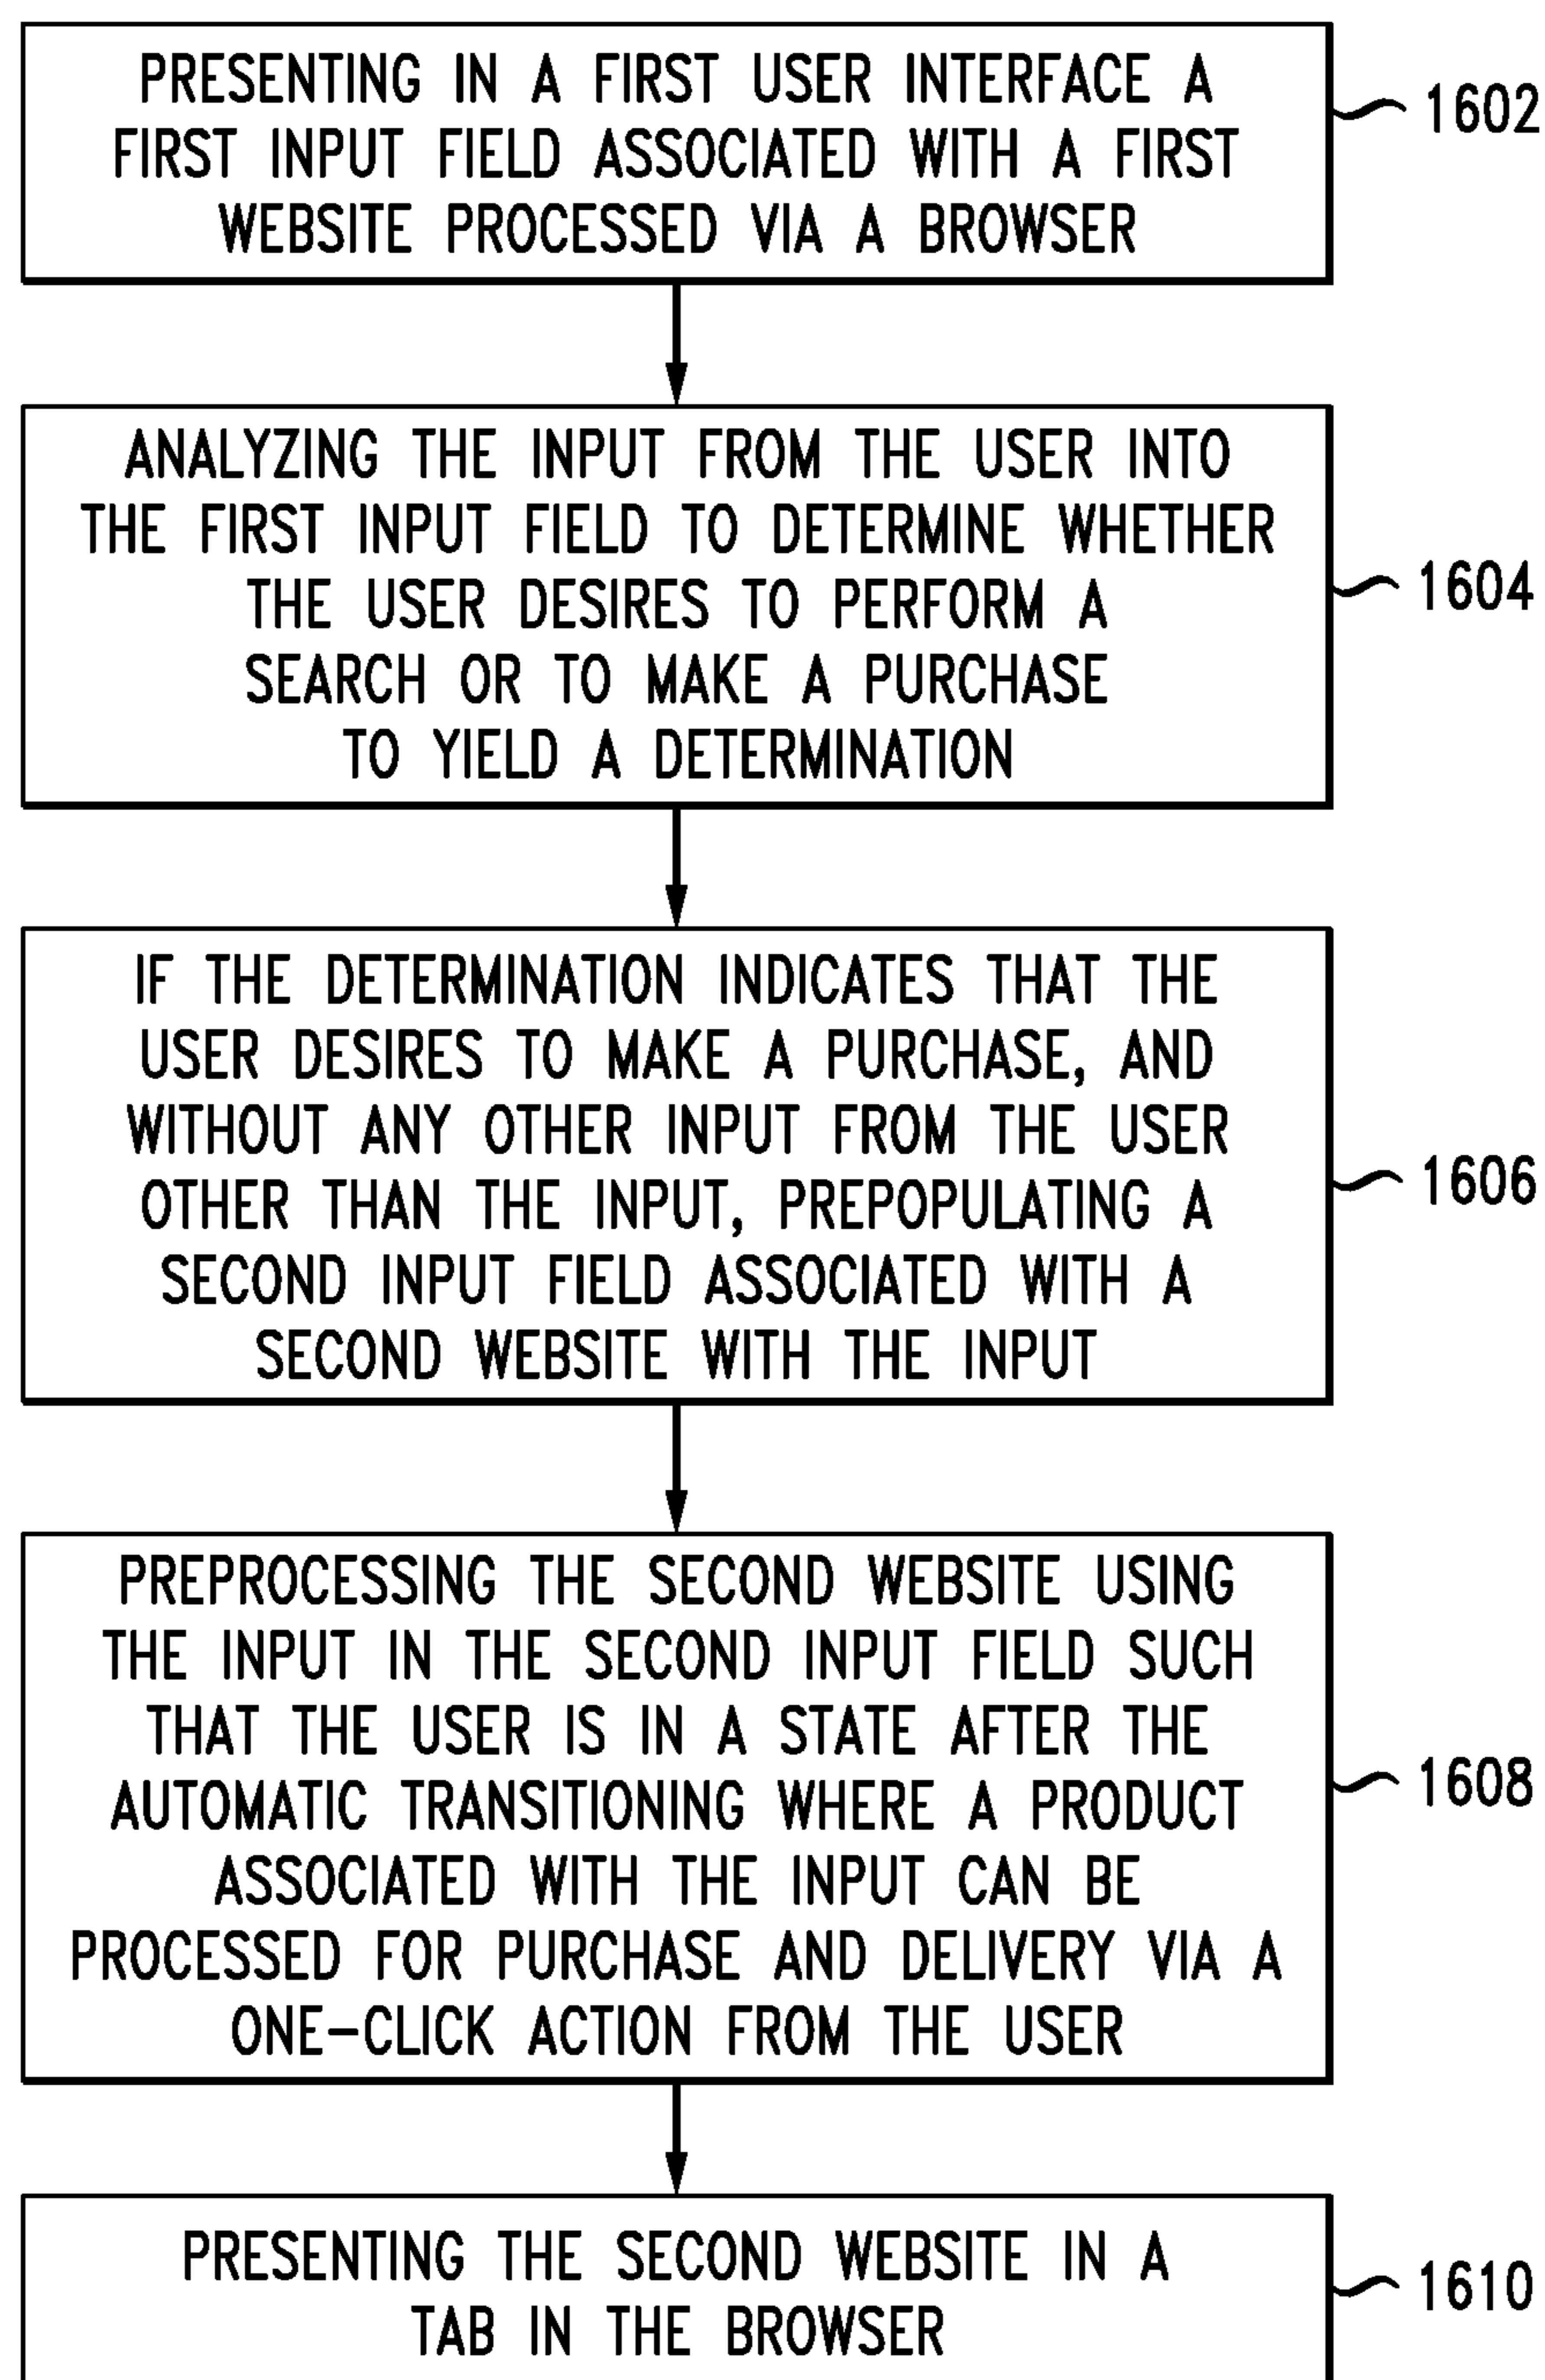 PRESENTING IN A FIRST USER INTERFACE A
FIRST INPUT FIELD ASSOCIATED WITH A FIRST
WEBSITE PROCESSED VIA A BROWSER
1602
ANALYZING THE INPUT FROM THE USER INTO
THE FIRST INPUT FIELD TO DETERMINE WHETHER
THE USER DESIRES TO PERFORM A
SEARCH OR TO MAKE A PURCHASE
TO YIELD A DETERMINATION
1604
IF THE DETERMINATION INDICATES THAT THE
USER DESIRES TO MAKE A PURCHASE, AND
WITHOUT ANY OTHER INPUT FROM THE USER
OTHER THAN THE INPUT, PREPOPULATING A
SECOND INPUT FIELD ASSOCIATED WITH A
SECOND WEBSITE WITH THE INPUT
1606
PREPROCESSING THE SECOND WEBSITE USING
THE INPUT IN THE SECOND INPUT FIELD SUCH
THAT THE USER IS IN A STATE AFTER THE
AUTOMATIC TRANSITIONING WHERE A PRODUCT
ASSOCIATED WITH THE INPUT CAN BE
PROCESSED FOR PURCHASE AND DELIVERY VIA A
ONE-CLICK ACTION FROM THE USER
1608
PRESENTING THE SECOND WEBSITE IN A
TAB IN THE BROWSER
1610